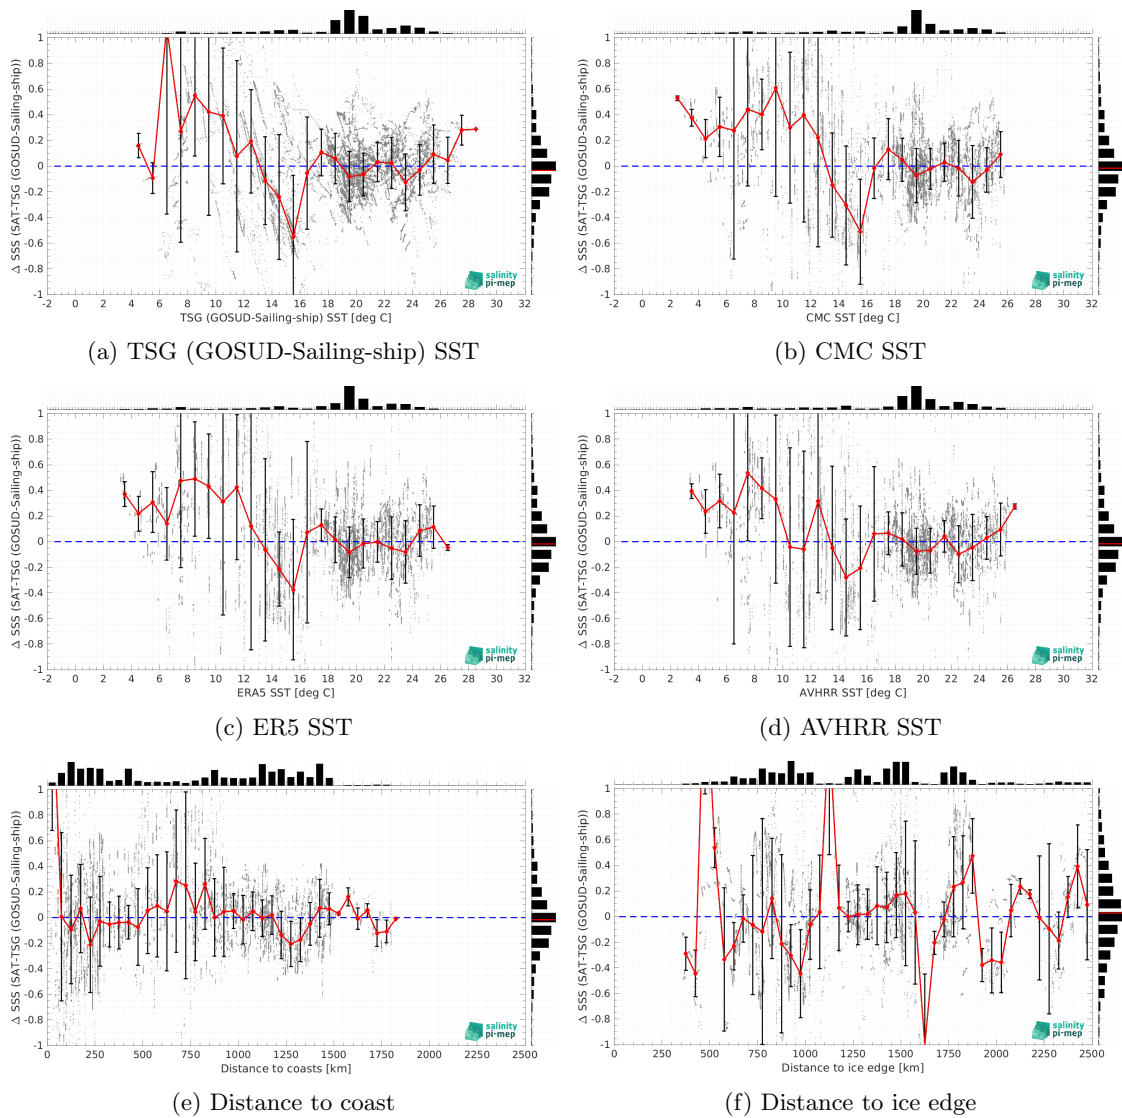 Δ SSS (SAT-TSG (GOSUD-Sailing-ship))
1
0.8
0.6
0.4
0.2
0
-0.2
-0.4
-0.6
-0.8
-1
-2 0 2 4 6 8 10 12 14 16 18 20 22 24 26 28 30 32
TSG (GOSUD-Sailing-ship) SST [deg C]
salinity
pi-mep
(a) TSG (GOSUD-Sailing-ship) SST
Δ SSS (SAT-TSG (GOSUD-Sailing-ship))
1
0.8
0.6
0.4
0.2
0
-0.2
-0.4
-0.6
-0.8
-1
-2 0 2 4 6 8 10 12 14 16 18 20 22 24 26 28 30 32
CMC SST [deg C]
salinity
pi-mep
(b) CMC SST
Δ SSS (SAT-TSG (GOSUD-Sailing-ship))
1
0.8
0.6
0.4
0.2
0
-0.2
-0.4
-0.6
-0.8
-1
-2 0 2 4 6 8 10 12 14 16 18 20 22 24 26 28 30 32
ERA5 SST [deg C]
salinity
pi-mep
(c) ER5 SST
Δ SSS (SAT-TSG (GOSUD-Sailing-ship))
1
0.8
0.6
0.4
0.2
0
-0.2
-0.4
-0.6
-0.8
-1
-2 0 2 4 6 8 10 12 14 16 18 20 22 24 26 28 30 32
AVHRR SST [deg C]
salinity
pi-mep
(d) AVHRR SST
Δ SSS (SAT-TSG (GOSUD-Sailing-ship))
1
0.8
0.6
0.4
0.2
0
-0.2
-0.4
-0.6
-0.8
-1
0 250 500 750 1000 1250 1500 1750 2000 2250 2500
Distance to coasts [km]
salinity
pi-mep
(e) Distance to coast
Δ SSS (SAT-TSG (GOSUD-Sailing-ship))
1
0.8
0.6
0.4
0.2
0
-0.2
-0.4
-0.6
-0.8
-1
0 500 1000 1500 2000 2500
Distance to ice edge [km]
salinity
pi-mep
(f) Distance to ice edge